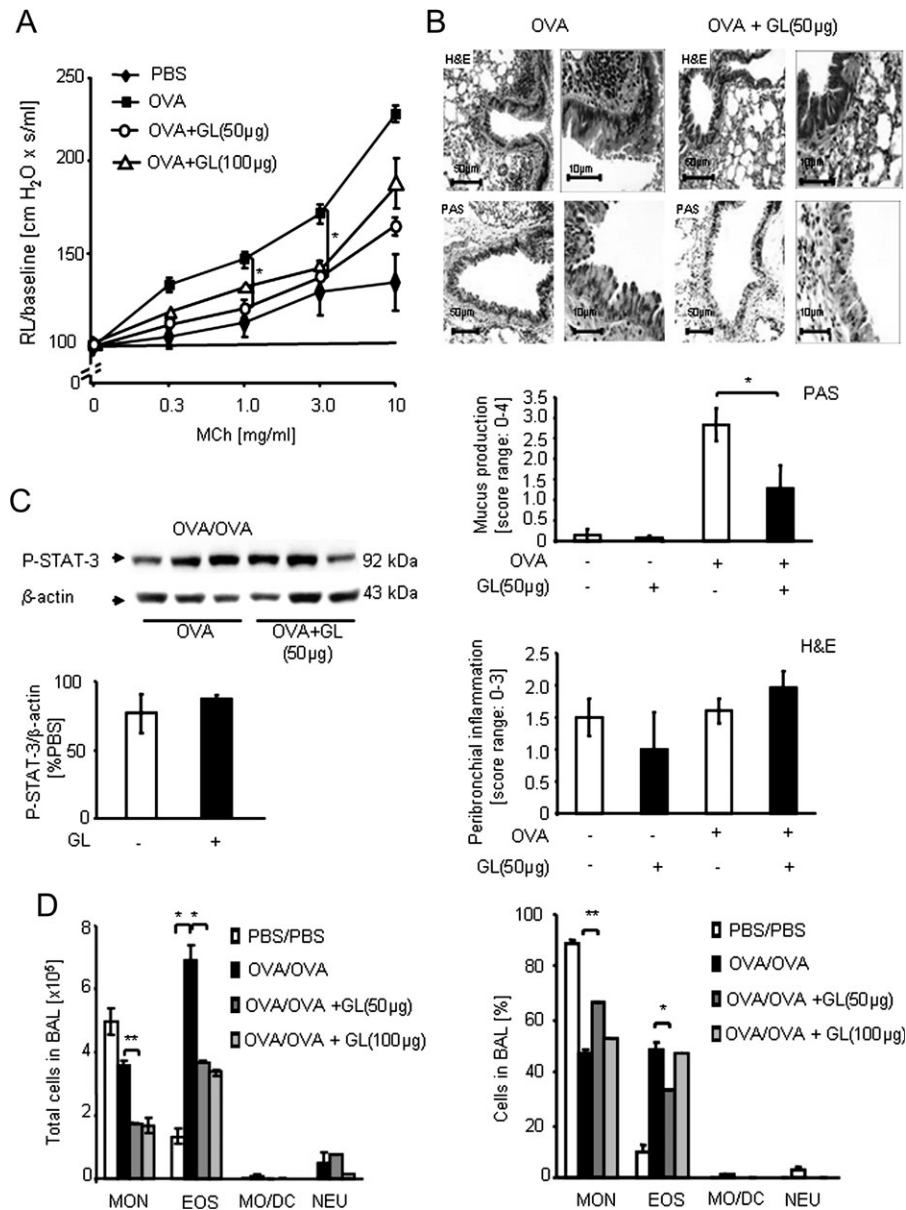 A
RL/baseline [cm H₂O x s/ml]
250
200
150
100
0
PBS
OVA
OVA+GL(50µg)
OVA+GL(100µg)
*
*
0
0.3
1.0
3.0
10
MCh [mg/ml]
B
OVA
OVA + GL(50µg)
H&E
50µm
10µm
H&E
50µm
10µm
PAS
50µm
10µm
PAS
50µm
10µm
Mucus production
[score range: 0-4]
3.5
3.0
2.5
2.0
1.5
1.0
0.5
0
*
PAS
OVA
-
-
+
+
GL(50µg)
-
+
-
+
C
OVA/OVA
P-STAT-3
92 kDa
β-actin
43 kDa
OVA
OVA+GL
(50µg)
P-STAT-3/β-actin
[%PBS]
100
50
0
GL
-
+
Peribronchial inflammation
[score range: 0-3]
2.5
2
1.5
1
0.5
0
H&E
OVA
-
-
+
+
GL(50µg)
-
+
-
+
D
Total cells in BAL [x10⁵]
8
6
4
2
0
**
*
*
PBS/PBS
OVA/OVA
OVA/OVA +GL(50µg)
OVA/OVA + GL(100µg)
MON
EOS
MO/DC
NEU
Cells in BAL [%]
100
80
60
40
20
0
**
*
PBS/PBS
OVA/OVA
OVA/OVA +GL(50µg)
OVA/OVA + GL(100µg)
MON
EOS
MO/DC
NEU